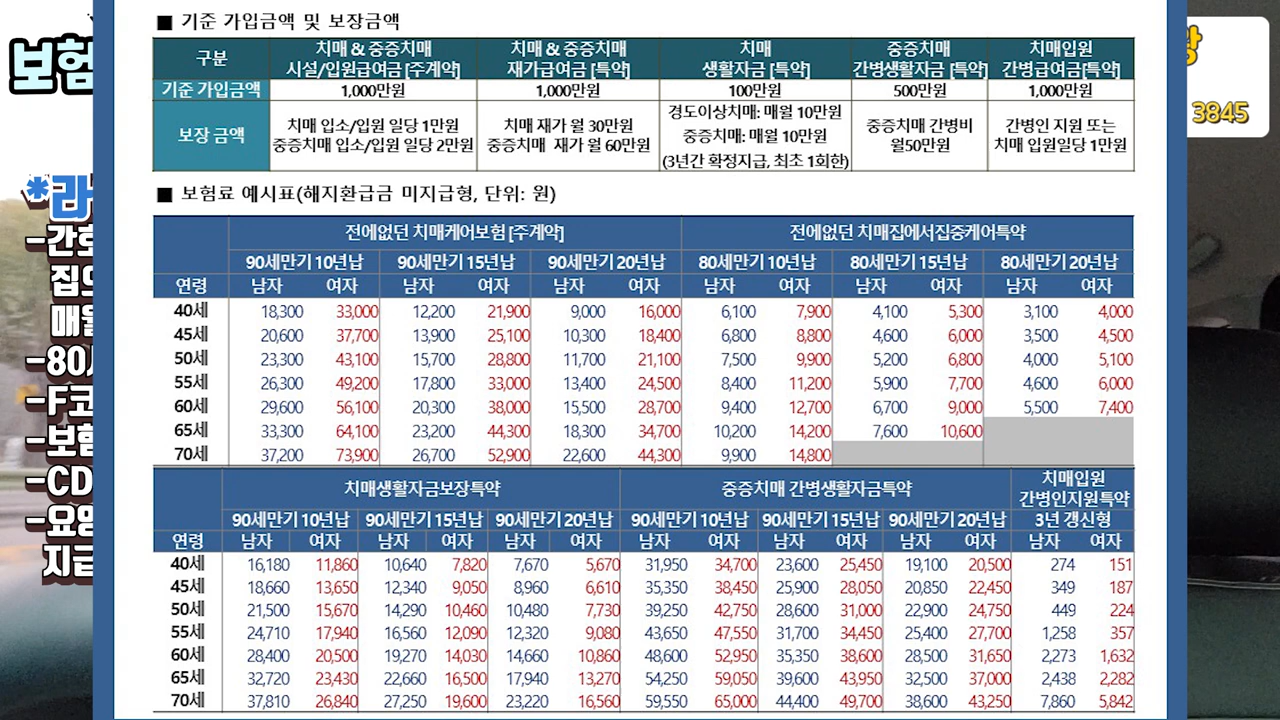 ■ 기준 가입금액 및 보장금액
구분 치매 & 중증치매 시설/입원급여금 [주계약] 치매 & 중증치매 재가급여금 [특약] 치매 생활자금 [특약] 중증치매 간병생활자금 [특약] 치매입원 간병급여금[특약]
기준 가입금액 1,000만원 1,000만원 100만원 500만원 1,000만원
보장 금액 치매 입소/입원 일당 1만원 중증치매 입소/입원 일당 2만원 치매 재가 월 30만원 중증치매 재가 월 60만원 경도이상치매: 매월 10만원 중증치매: 매월 10만원 (3년간 확정지급, 최초 1회한) 중증치매 간병비 월50만원 간병인 지원 또는 치매 입원일당 1만원
■ 보험료 예시표(해지환급금 미지급형, 단위: 원)
전에없던 치매케어보험 [주계약] 전에없던 치매집에서집중케어특약
90세만기 10년납 90세만기 15년납 90세만기 20년납 80세만기 10년납 80세만기 15년납 80세만기 20년납
연령 남자 여자 남자 여자 남자 여자 남자 여자 남자 여자 남자 여자
40세 18,300 33,000 12,200 21,900 9,000 16,000 6,100 7,900 4,100 5,300 3,100 4,000
45세 20,600 37,700 13,900 25,100 10,300 18,400 6,800 8,800 4,600 6,000 3,500 4,500
50세 23,300 43,100 15,700 28,800 11,700 21,100 7,500 9,900 5,200 6,800 4,000 5,100
55세 26,300 49,200 17,800 33,000 13,400 24,500 8,400 11,200 5,900 7,700 4,600 6,000
60세 29,600 56,100 20,300 38,000 15,500 28,700 9,400 12,700 6,700 9,000 5,500 7,400
65세 33,300 64,100 23,200 44,300 18,300 34,700 10,200 14,200 7,600 10,600
70세 37,200 73,900 26,700 52,900 22,600 44,300 9,900 14,800
치매생활자금보장특약 중증치매 간병생활자금특약 치매입원 간병인지원특약
90세만기 10년납 90세만기 15년납 90세만기 20년납 90세만기 10년납 90세만기 15년납 90세만기 20년납 3년 갱신형
연령 남자 여자 남자 여자 남자 여자 남자 여자 남자 여자 남자 여자 남자 여자
40세 16,180 11,860 10,640 7,820 7,670 5,670 31,950 34,700 23,600 25,450 19,100 20,500 274 151
45세 18,660 13,650 12,340 9,050 8,960 6,610 35,350 38,450 25,900 28,050 20,850 22,450 349 187
50세 21,500 15,670 14,290 10,460 10,480 7,730 39,250 42,750 28,600 31,000 22,900 24,750 449 224
55세 24,710 17,940 16,560 12,090 12,320 9,080 43,650 47,550 31,700 34,450 25,400 27,700 1,258 357
60세 28,400 20,500 19,270 14,030 14,660 10,860 48,600 52,950 35,350 38,600 28,500 31,650 2,273 1,632
65세 32,720 23,430 22,660 16,500 17,940 13,270 54,250 59,050 39,600 43,950 32,500 37,000 2,438 2,282
70세 37,810 26,840 27,250 19,600 23,220 16,560 59,550 65,000 44,400 49,700 38,600 43,250 7,860 5,842
보험
3845
*라
-간호
집
매월
-80
-F코
-보험
-CD
-요양
지급